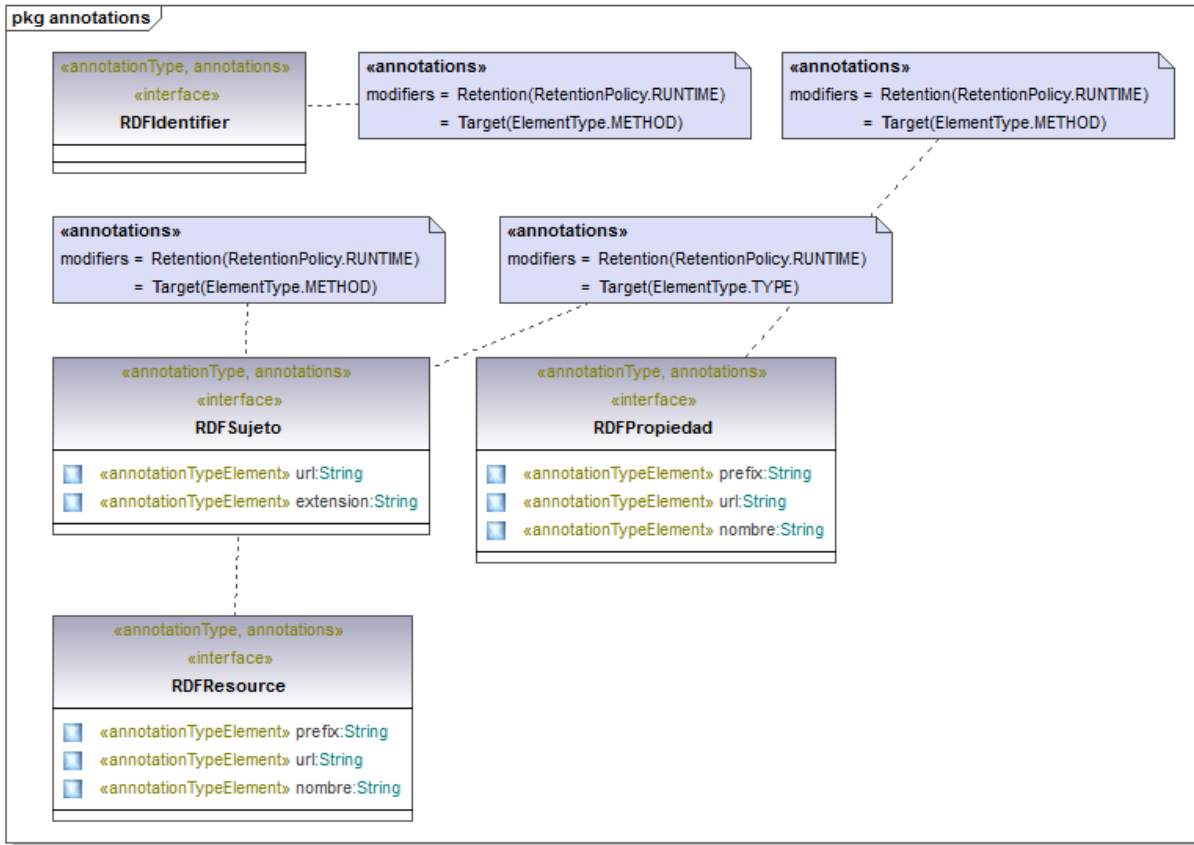 pkg annotations
«annotationType, annotations»
«interface»
RDFIdentifier
«annotations»
modifiers = Retention(RetentionPolicy.RUNTIME)
= Target(ElementType.METHOD)
«annotations»
modifiers = Retention(RetentionPolicy.RUNTIME)
= Target(ElementType.METHOD)
«annotations»
modifiers = Retention(RetentionPolicy.RUNTIME)
= Target(ElementType.METHOD)
«annotations»
modifiers = Retention(RetentionPolicy.RUNTIME)
= Target(ElementType.TYPE)
«annotationType, annotations»
«interface»
RDFSujeto
«annotationTypeElement» url:String
«annotationTypeElement» extension:String
«annotationType, annotations»
«interface»
RDFPropiedad
«annotationTypeElement» prefix:String
«annotationTypeElement» url:String
«annotationTypeElement» nombre:String
«annotationType, annotations»
«interface»
RDFResource
«annotationTypeElement» prefix:String
«annotationTypeElement» url:String
«annotationTypeElement» nombre:String